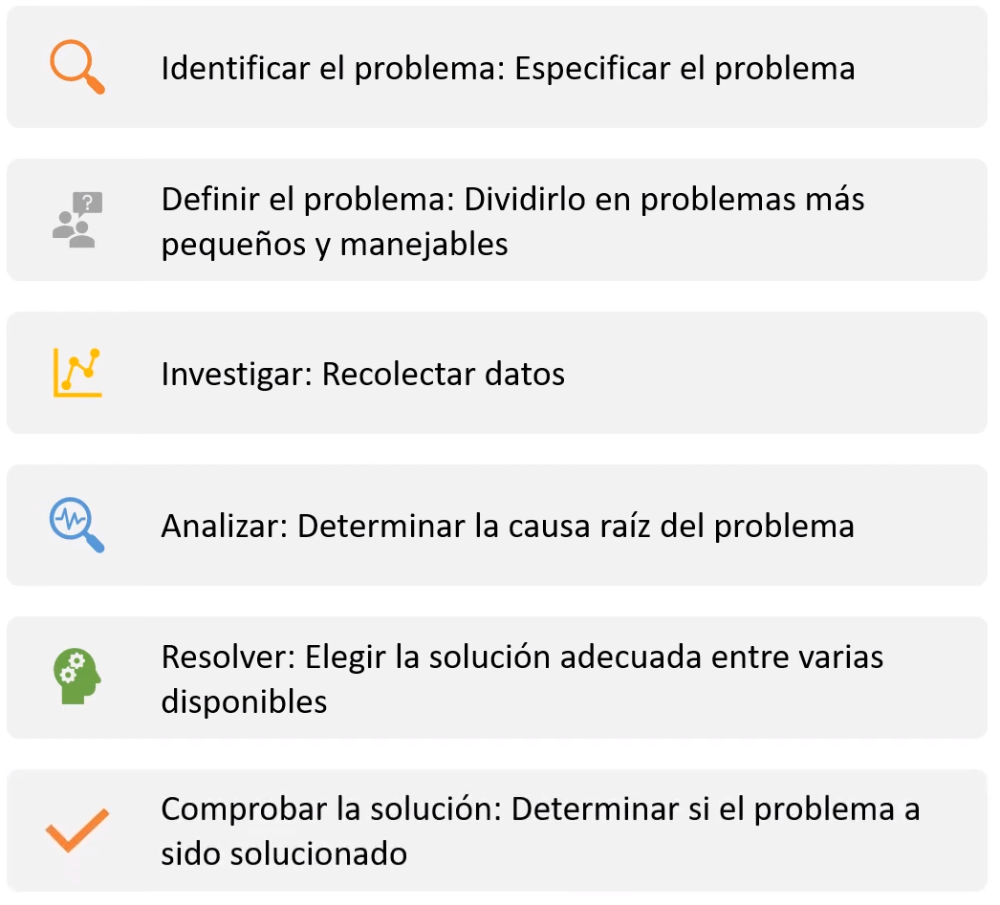 Identificar el problema: Especificar el problema
?
Definir el problema: Dividirlo en problemas más
pequeños y manejables
Investigar: Recolectar datos
Analizar: Determinar la causa raíz del problema
Resolver: Elegir la solución adecuada entre varias
disponibles
Comprobar la solución: Determinar si el problema a
sido solucionado